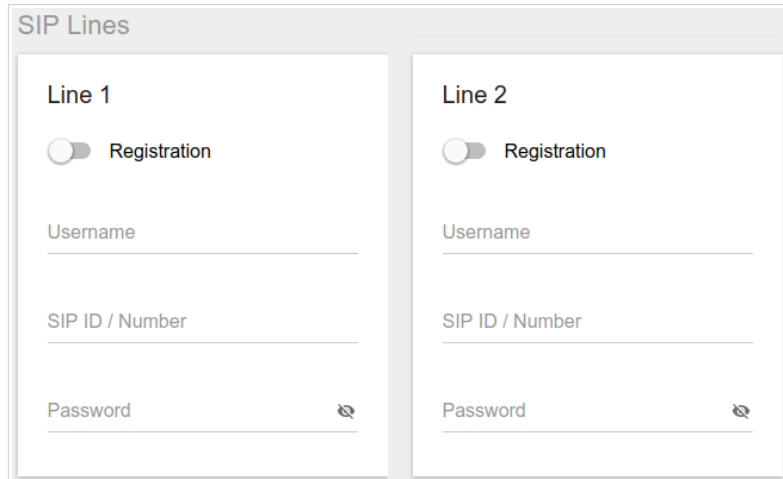 SIP Lines
Line 1
Registration
Username
SIP ID / Number
Password
Line 2
Registration
Username
SIP ID / Number
Password